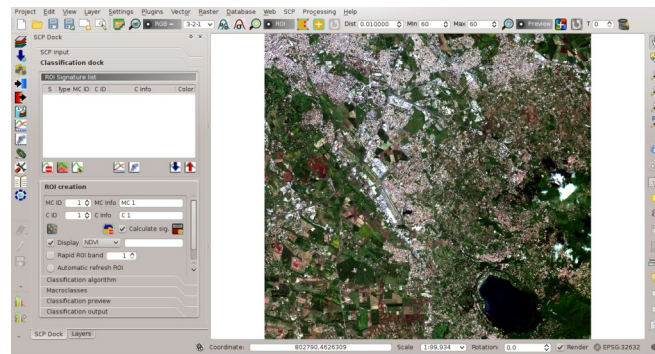 Project Edit View Layer Settings Plugins Vector Raster Database Web SCP Processing Help
RGB = 3-2-1 ROI Dist 0.010000 Min 60 Max 60 Preview T 0
SCP Dock
SCP input
Classification dock
ROI Signature list
S Type MC ID C ID C Info Color
ROI creation
MC ID 1 MC Info MC 1
C ID 1 C Info C 1
Calculate sig.
Display NDVI
Rapid ROI band 1
Automatic refresh ROI
Classification algorithm
Macroclasses
Classification preview
Classification output
SCP Dock Layers
Coordinate: 802790,4626309 Scale 1:99,934 Rotation: 0.0 Render EPSG:32632